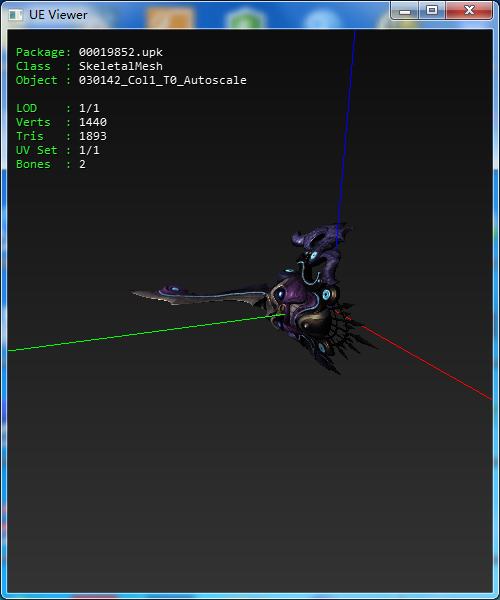 UE Viewer
Package: 00019852.upk
Class : SkeletalMesh
Object : 030142_Col1_T0_Autoscale
LOD : 1/1
Verts : 1440
Tris : 1893
UV Set : 1/1
Bones : 2